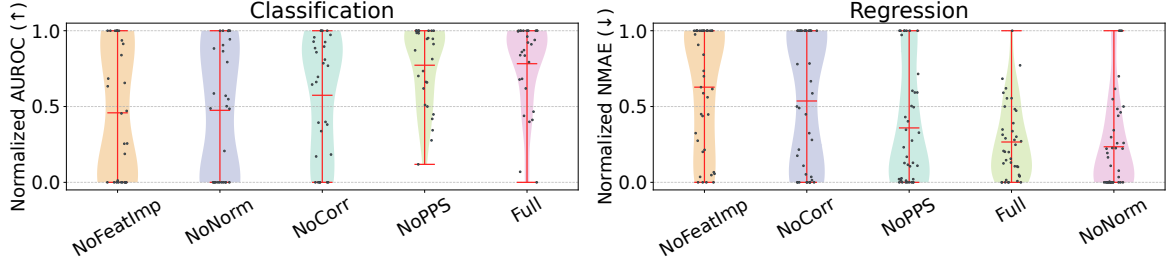 Classification
Normalized AUROC (↑)
1.0
0.5
0.0
NoFeatImp
NoNorm
NoCorr
NoPPS
Full
Regression
Normalized NMAE (↓)
1.0
0.5
0.0
NoFeatImp
NoCorr
NoPPS
Full
NoNorm